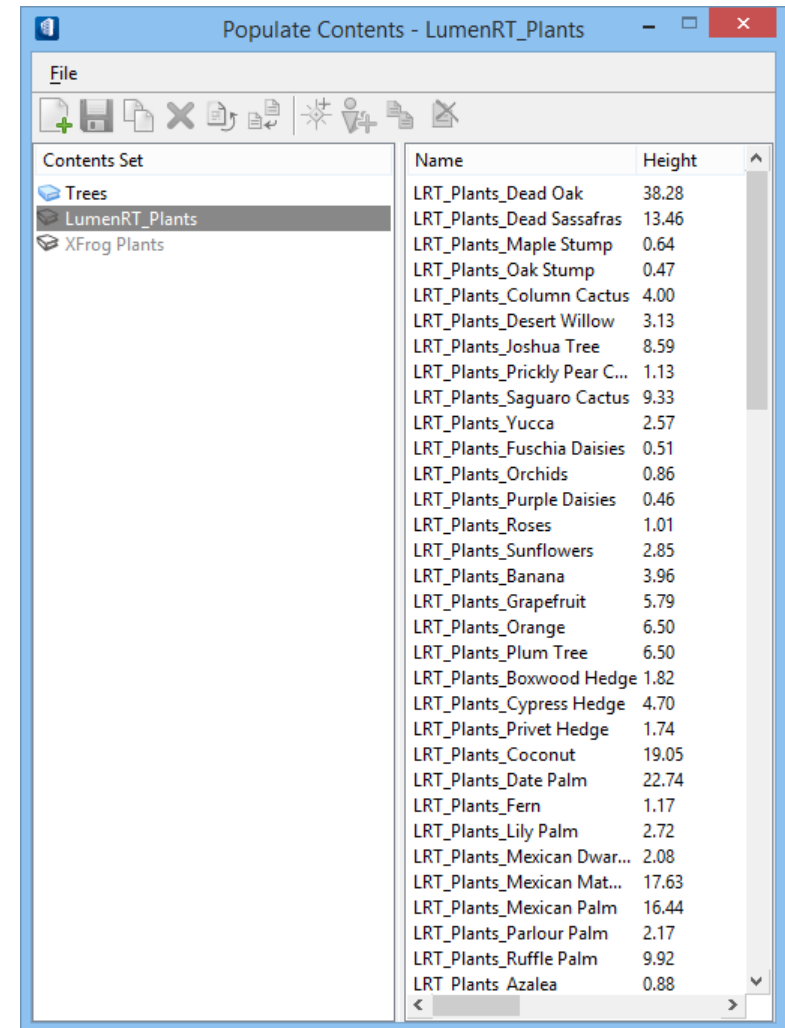 Populate Contents - LumenRT_Plants
File
Contents Set
Trees
LumenRT_Plants
XFrog Plants
Name Height
LRT_Plants_Dead Oak 38.28
LRT_Plants_Dead Sassafras 13.46
LRT_Plants_Maple Stump 0.64
LRT_Plants_Oak Stump 0.47
LRT_Plants_Column Cactus 4.00
LRT_Plants_Desert Willow 3.13
LRT_Plants_Joshua Tree 8.59
LRT_Plants_Prickly Pear C... 1.13
LRT_Plants_Saguaro Cactus 9.33
LRT_Plants_Yucca 2.57
LRT_Plants_Fuschia Daisies 0.51
LRT_Plants_Orchids 0.86
LRT_Plants_Purple Daisies 0.46
LRT_Plants_Roses 1.01
LRT_Plants_Sunflowers 2.85
LRT_Plants_Banana 3.96
LRT_Plants_Grapefruit 5.79
LRT_Plants_Orange 6.50
LRT_Plants_Plum Tree 6.50
LRT_Plants_Boxwood Hedge 1.82
LRT_Plants_Cypress Hedge 4.70
LRT_Plants_Privet Hedge 1.74
LRT_Plants_Coconut 19.05
LRT_Plants_Date Palm 22.74
LRT_Plants_Fern 1.17
LRT_Plants_Lily Palm 2.72
LRT_Plants_Mexican Dwar... 2.08
LRT_Plants_Mexican Mat... 17.63
LRT_Plants_Mexican Palm 16.44
LRT_Plants_Parlour Palm 2.17
LRT_Plants_Ruffle Palm 9.92
LRT_Plants_Azalea 0.88